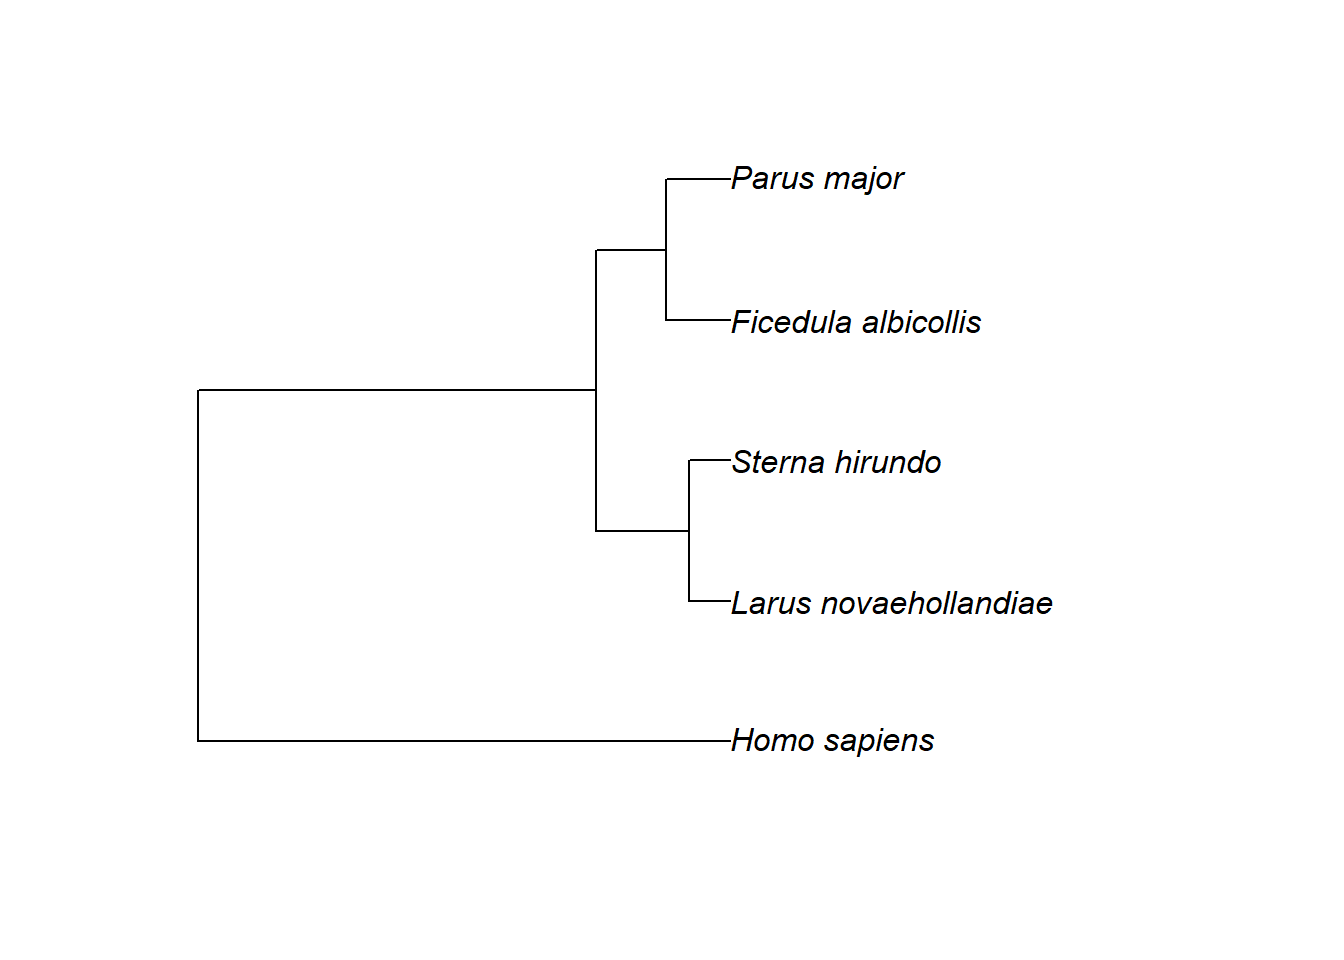 Parus major
Ficedula albicollis
Sterna hirundo
Larus novaehollandiae
Homo sapiens